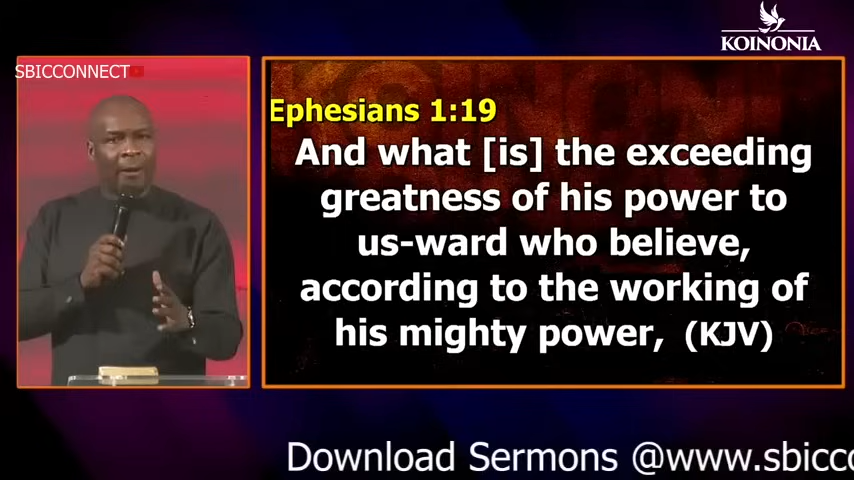 KOINONIA
SBICCONNECT
Ephesians 1:19
And what [is] the exceeding
greatness of his power to
us-ward who believe,
according to the working of
his mighty power, (KJV)
Download Sermons @www.sbicc